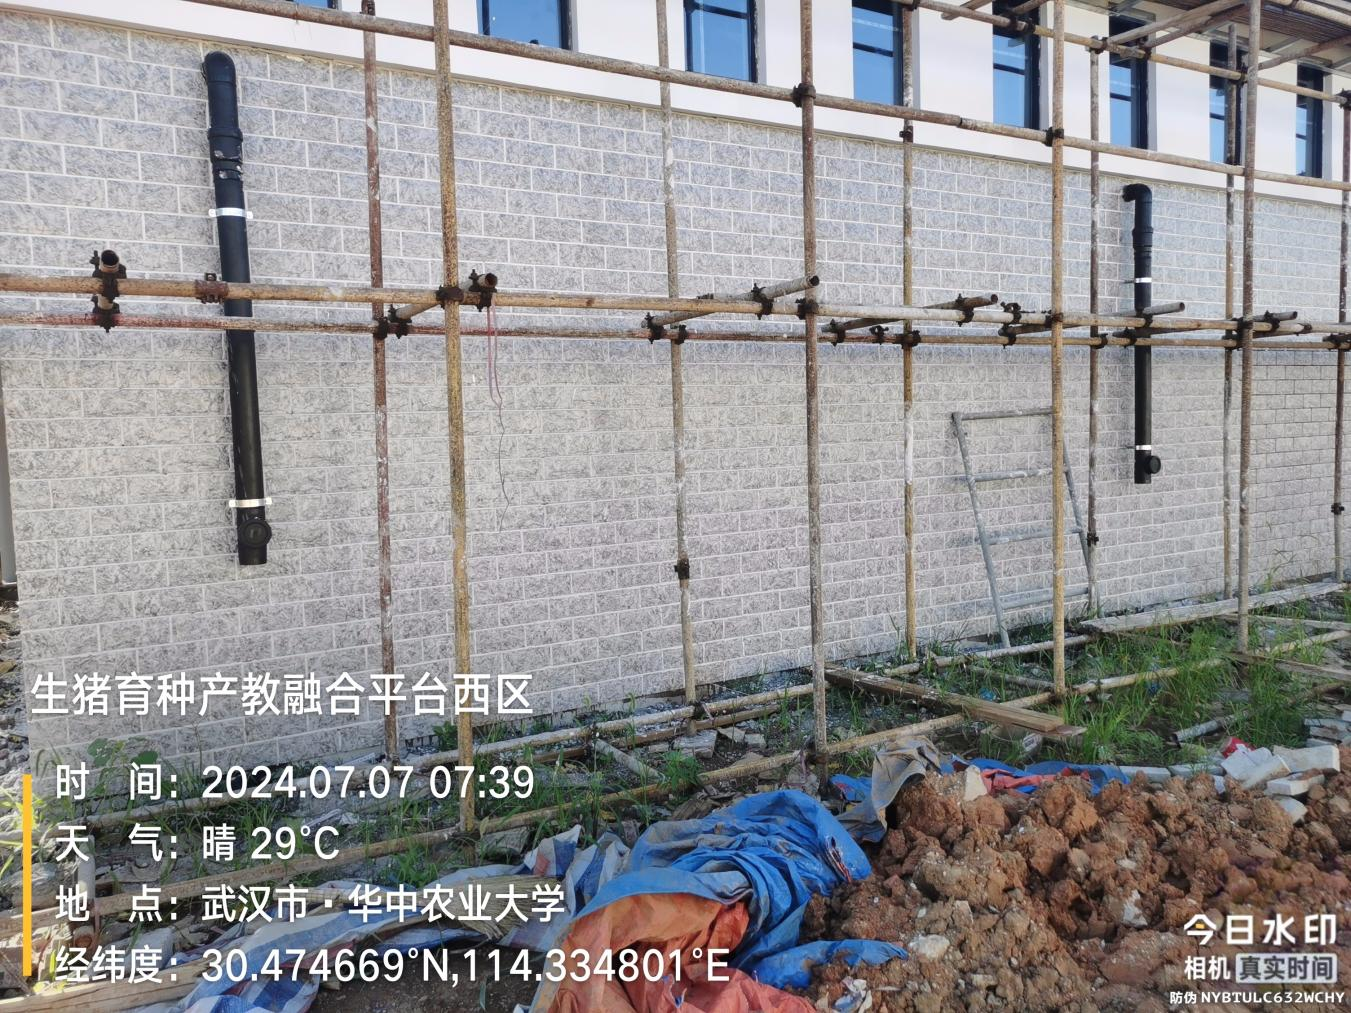 生猪育种产教融合平台西区
时 间：2024.07.07 07:39
天 气：晴 29°C
地 点：武汉市·华中农业大学
经纬度：30.474669°N,114.334801°E
今日水印
相机 真实时间
防伪 NYBTULC632WCHY